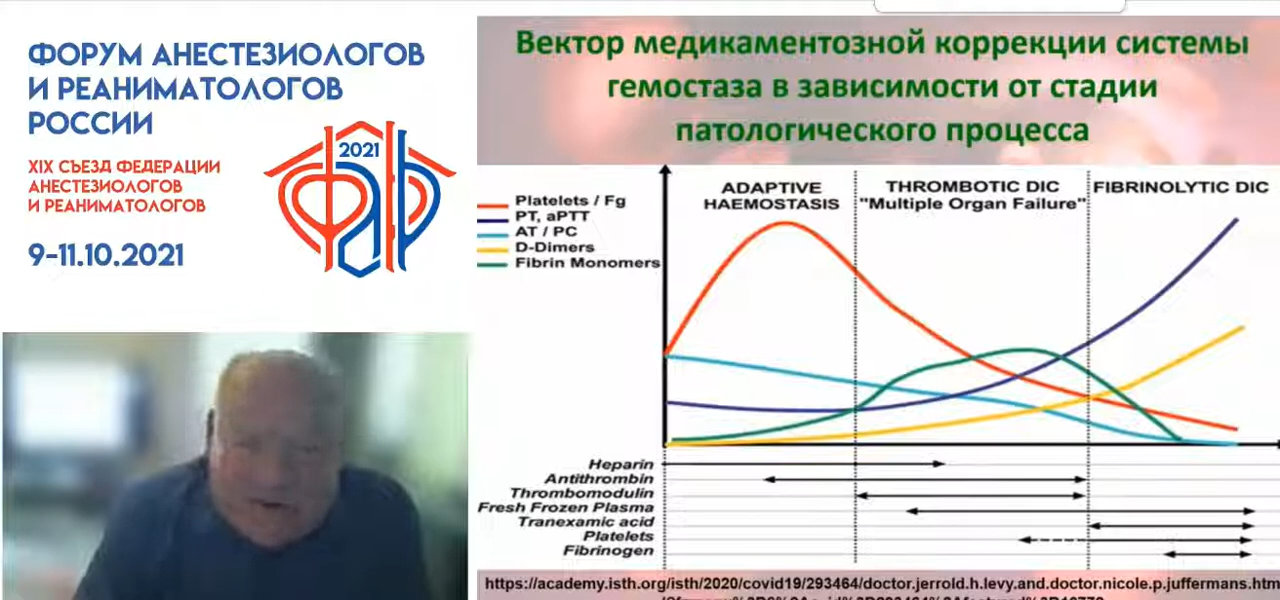 ФОРУМ АНЕСТЕЗИОЛОГОВ
И РЕАНИМАТОЛОГОВ
РОССИИ
XIX СЪЕЗД ФЕДЕРАЦИИ
АНЕСТЕЗИОЛОГОВ
И РЕАНИМАТОЛОГОВ
9-11.10.2021
2021
ФАР
Вектор медикаментозной коррекции системы
гемостаза в зависимости от стадии
патологического процесса
Platelets / Fg
PT, aPTT
AT / PC
D-Dimers
Fibrin Monomers
ADAPTIVE
HAEMOSTASIS
THROMBOTIC DIC
"Multiple Organ Failure"
FIBRINOLYTIC DIC
Heparin
Antithrombin
Thrombomodulin
Fresh Frozen Plasma
Tranexamic acid
Platelets
Fibrinogen
https://academy.isth.org/isth/2020/covid19/293464/doctor.jerrold.h.levy.and.doctor.nicole.p.juffermans.htm